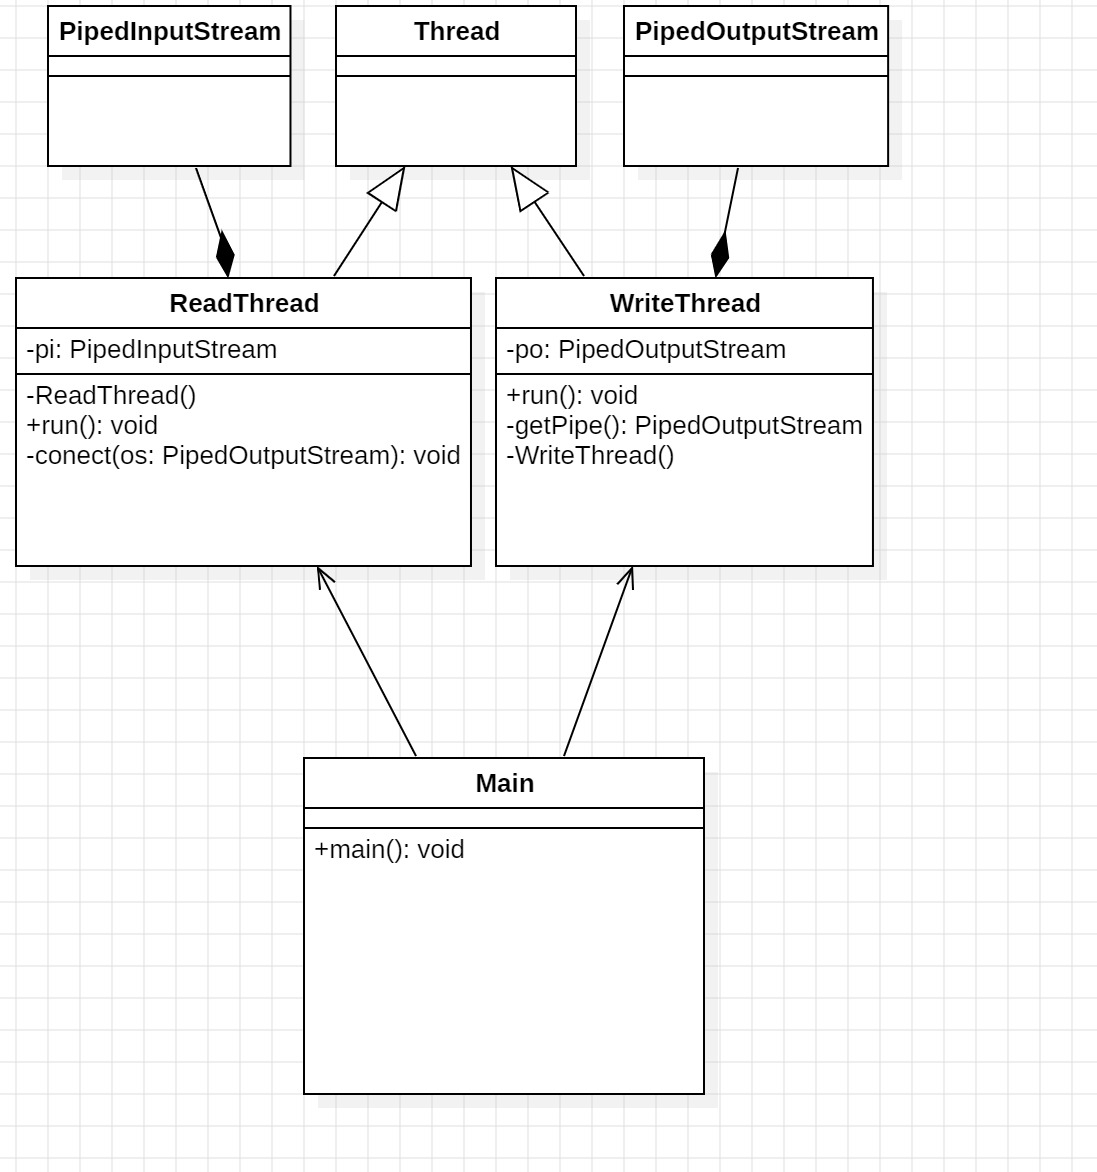 PipedInputStream
Thread
PipedOutputStream
ReadThread
-pi: PipedInputStream
-ReadThread()
+run(): void
-conect(os: PipedOutputStream): void
WriteThread
-po: PipedOutputStream
+run(): void
-getPipe(): PipedOutputStream
-WriteThread()
Main
+main(): void